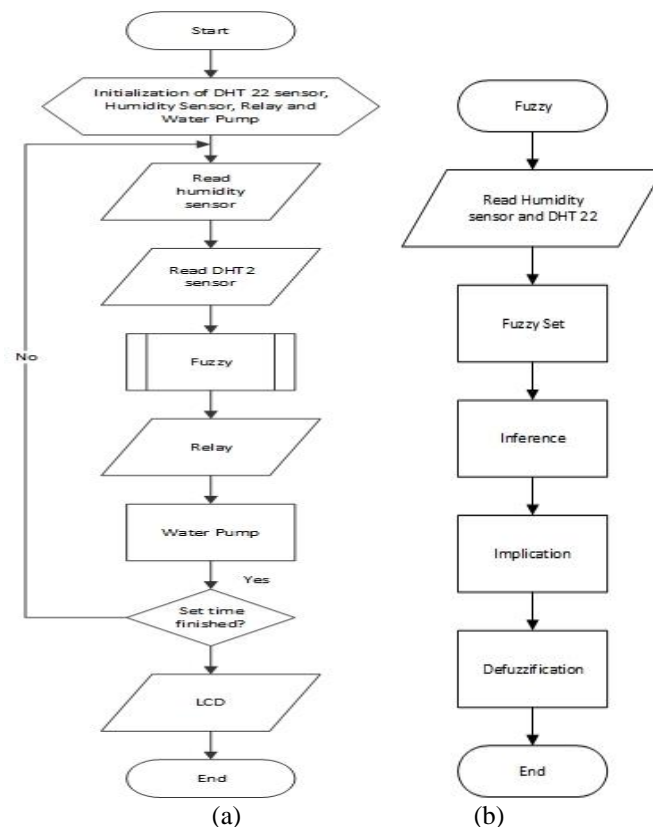 Start
Initialization of DHT 22 sensor,
Humidity Sensor, Relay and
Water Pump
Read
humidity
sensor
Read DHT2
sensor
No
Fuzzy
Relay
Water Pump
Yes
Set time
finished?
LCD
End
(a)
Fuzzy
Read Humidity
sensor and DHT 22
Fuzzy Set
Inference
Implication
Defuzzification
End
(b)